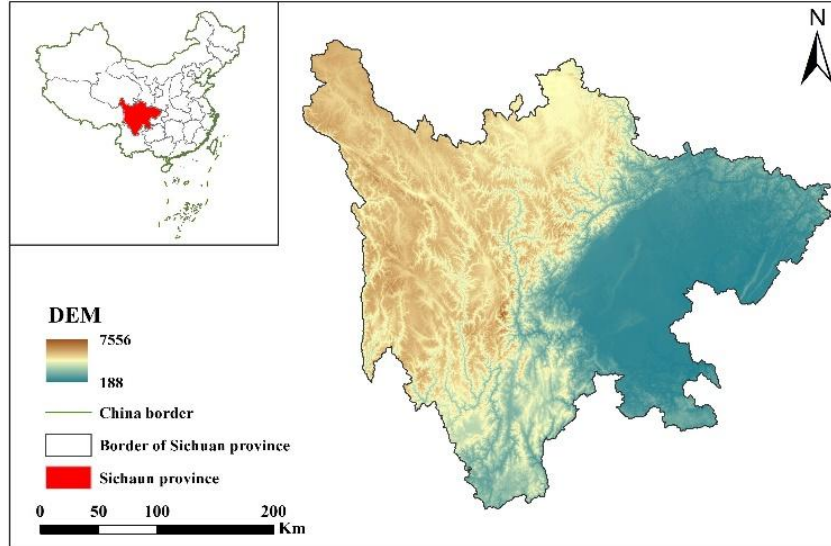 N
DEM
7556
188
China border
Border of Sichuan province
Sichaun province
0 50 100 200
Km